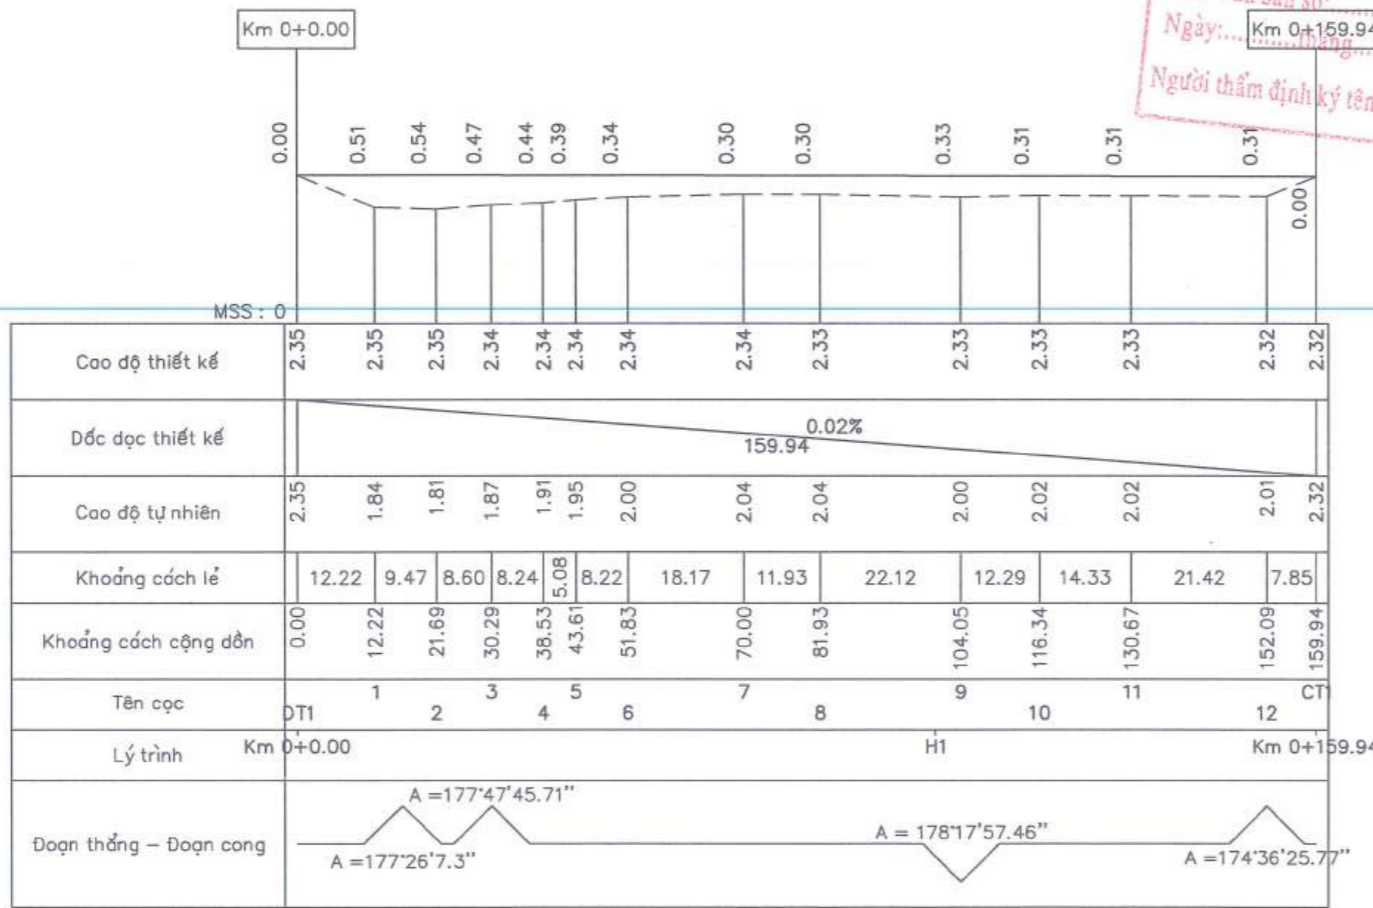 Km 0+0.00
Ngày:............tháng...
Km 0+159.94
Người thẩm định ký tên
0.00 0.51 0.54 0.47 0.44 0.39 0.34 0.30 0.30 0.33 0.31 0.31 0.31 0.00
MSS : 0
Cao độ thiết kế 2.35 2.35 2.35 2.34 2.34 2.34 2.34 2.34 2.33 2.33 2.33 2.33 2.32 2.32
Dốc dọc thiết kế 0.02%
159.94
Cao độ tự nhiên 2.35 1.84 1.81 1.87 1.91 1.95 2.00 2.04 2.04 2.00 2.02 2.02 2.01 2.32
Khoảng cách lẻ 12.22 9.47 8.60 8.24 5.08 8.22 18.17 11.93 22.12 12.29 14.33 21.42 7.85
Khoảng cách cộng dồn 0.00 12.22 21.69 30.29 38.53 43.61 51.83 70.00 81.93 104.05 116.34 130.67 152.09 159.94
Tên cọc ĐT1 1 2 3 4 5 6 7 8 9 10 11 12 CT1
Lý trình Km 0+0.00 H1 Km 0+159.94
A =177°47'45.71"
A = 178°17'57.46"
Đoạn thẳng – Đoạn cong
A =177°26'7.3"
A =174°36'25.77"